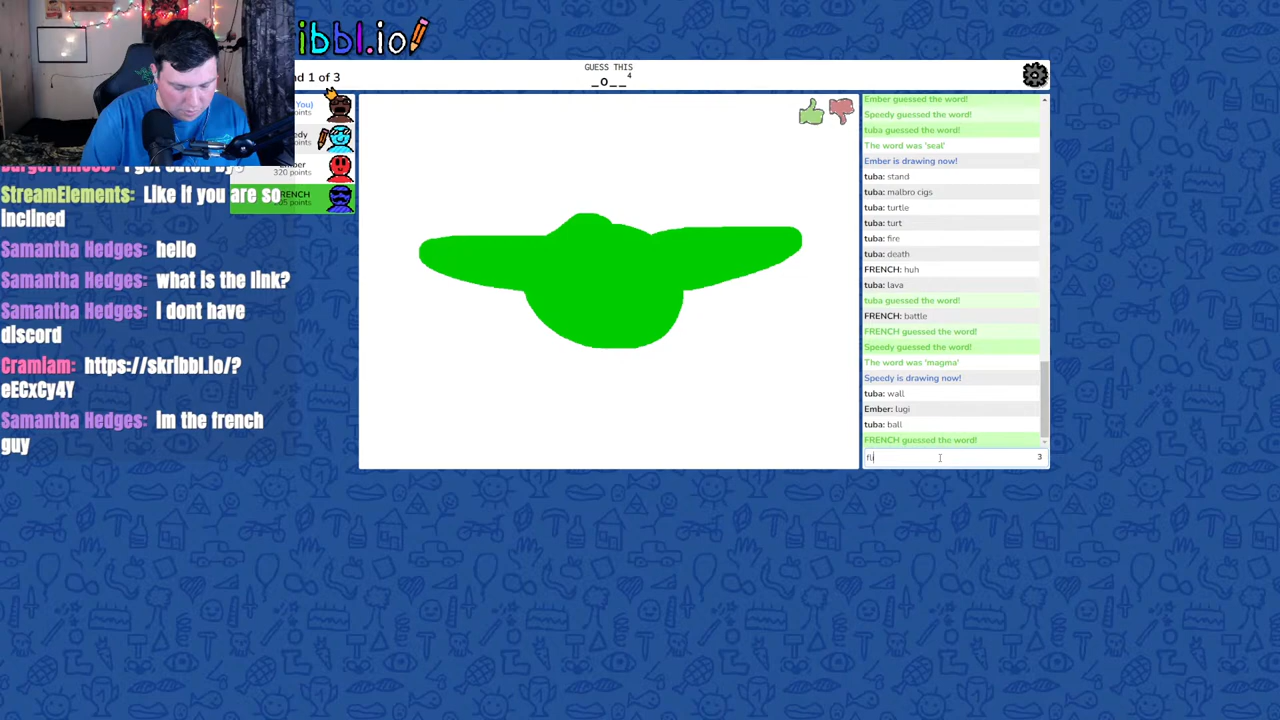 ibbl.io
nd 1 of 3
GUESS THIS
_o__ 4
You)
points
edy
points
320 points
RENCH
points
StreamElements: Like if you are so
inclined
Samantha Hedges: hello
Samantha Hedges: what is the link?
Samantha Hedges: I dont have
discord
Cramiam: https://skribbl.io/?
eECxCy4Y
Samantha Hedges: im the french
guy
Ember guessed the word!
Speedy guessed the word!
tuba guessed the word!
The word was 'seal'
Ember is drawing now!
tuba: stand
tuba: malbro cigs
tuba: turtle
tuba: turt
tuba: fire
tuba: death
FRENCH: huh
tuba: lava
tuba guessed the word!
FRENCH: battle
FRENCH guessed the word!
Speedy guessed the word!
The word was 'magma'
Speedy is drawing now!
tuba: wall
Ember: lugi
tuba: ball
FRENCH guessed the word!
3